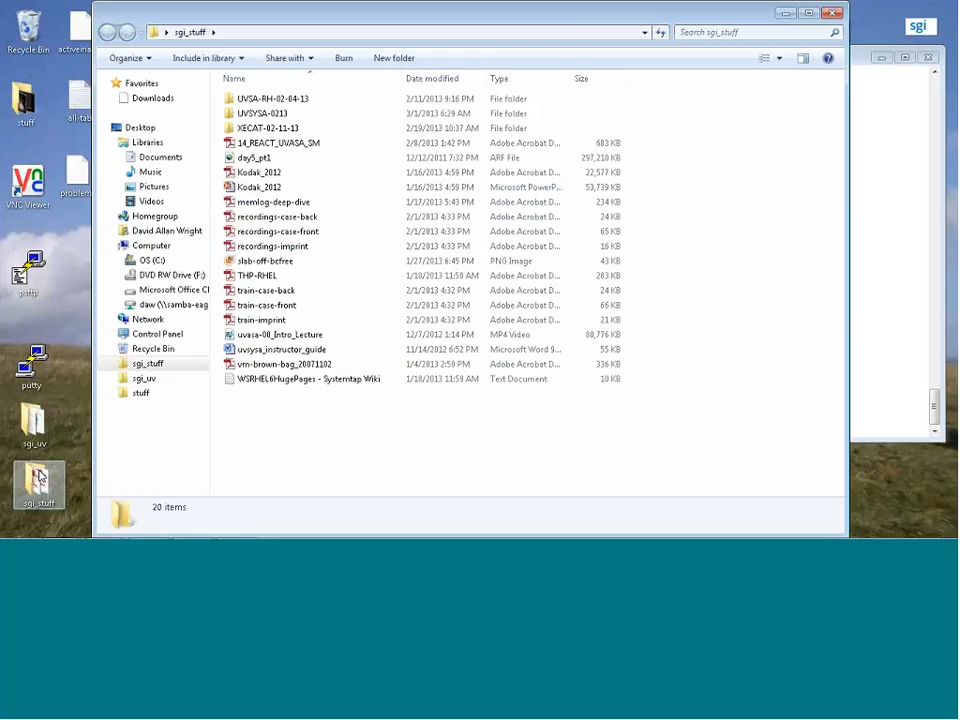 sgi_stuff
Search sgi_stuff
sgi
Organize
Include in library
Share with
Burn
New folder
Name
Date modified
Type
Size
Favorites
Downloads
Desktop
Libraries
Documents
Music
Pictures
Videos
Homegroup
David Allan Wright
Computer
OS (C:)
DVD RW Drive (F:)
Microsoft Office Cl
daw (\\samba-eag
Network
Control Panel
Recycle Bin
sgi_stuff
sgi_uv
stuff
UVSA-RH-02-04-13 2/11/2013 9:16 PM File folder
UVSYSA-0213 3/1/2013 6:29 AM File folder
XECAT-02-11-13 2/19/2013 10:37 AM File folder
14_REACT_UVASA_SM 2/8/2013 1:42 PM Adobe Acrobat D... 683 KB
day5_pt1 12/12/2011 7:32 PM ARF File 297,210 KB
Kodak_2012 1/16/2013 4:59 PM Adobe Acrobat D... 22,577 KB
Kodak_2012 1/16/2013 4:59 PM Microsoft PowerP... 53,739 KB
memlog-deep-dive 1/17/2013 5:43 PM Adobe Acrobat D... 234 KB
recordings-case-back 2/1/2013 4:33 PM Adobe Acrobat D... 24 KB
recordings-case-front 2/1/2013 4:33 PM Adobe Acrobat D... 65 KB
recordings-imprint 2/1/2013 4:33 PM Adobe Acrobat D... 16 KB
slab-off-bcfree 1/27/2013 6:45 PM PNG Image 43 KB
THP-RHEL 1/18/2013 11:58 AM Adobe Acrobat D... 283 KB
train-case-back 2/1/2013 4:32 PM Adobe Acrobat D... 24 KB
train-case-front 2/1/2013 4:32 PM Adobe Acrobat D... 66 KB
train-imprint 2/1/2013 4:32 PM Adobe Acrobat D... 21 KB
uvasa-00_Intro_Lecture 12/7/2012 1:14 PM MP4 Video 88,776 KB
uvsysa_instructor_guide 11/14/2012 6:52 PM Microsoft Word 9... 55 KB
vm-brown-bag_20071102 1/4/2013 2:50 PM Adobe Acrobat D... 336 KB
WSRHEL6HugePages - Systemtap Wiki 1/18/2013 11:59 AM Text Document 10 KB
20 items
Recycle Bin
activeina
stuff
all-tab
VNC Viewer
problem
psftp
putty
sgi_uv
sgi_stuff